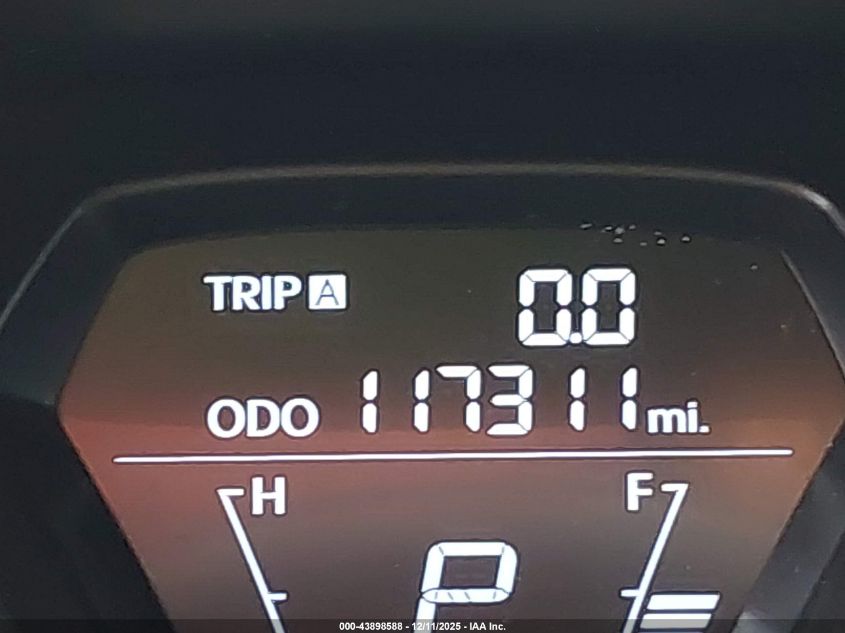 TRIP A 0.0
ODO 117311 mi.
H F
P
000-43898588 - 12/11/2025 - IAA Inc.